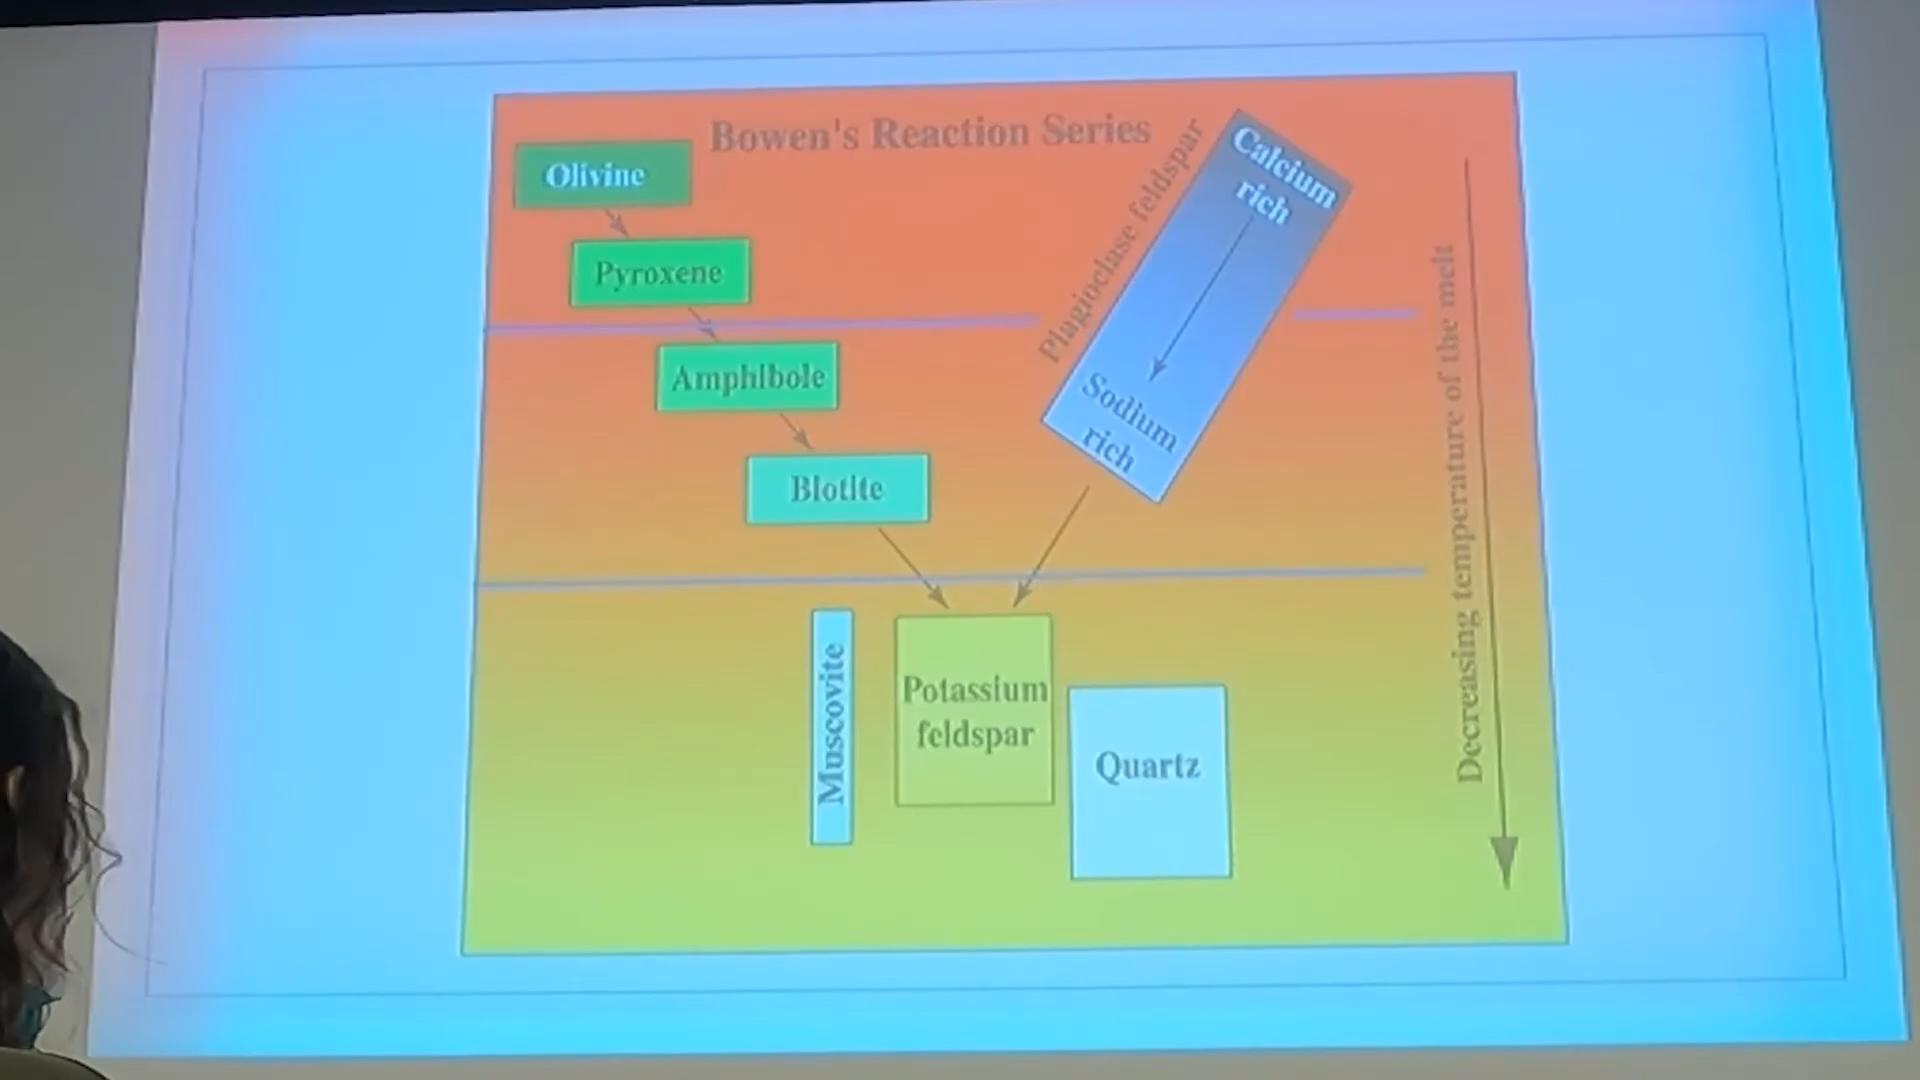 Bowen's Reaction Series
Olivine
Pyroxene
Amphibole
Biotite
Plagioclase feldspar
Calcium
rich
Sodium
rich
Muscovite
Potassium
feldspar
Quartz
Decreasing temperature of the melt